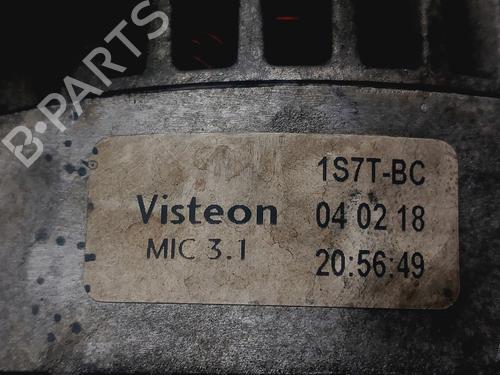 B-PARTS
Visteon
MIC 3.1
1S7T-BC
04 02 18
20:56:49